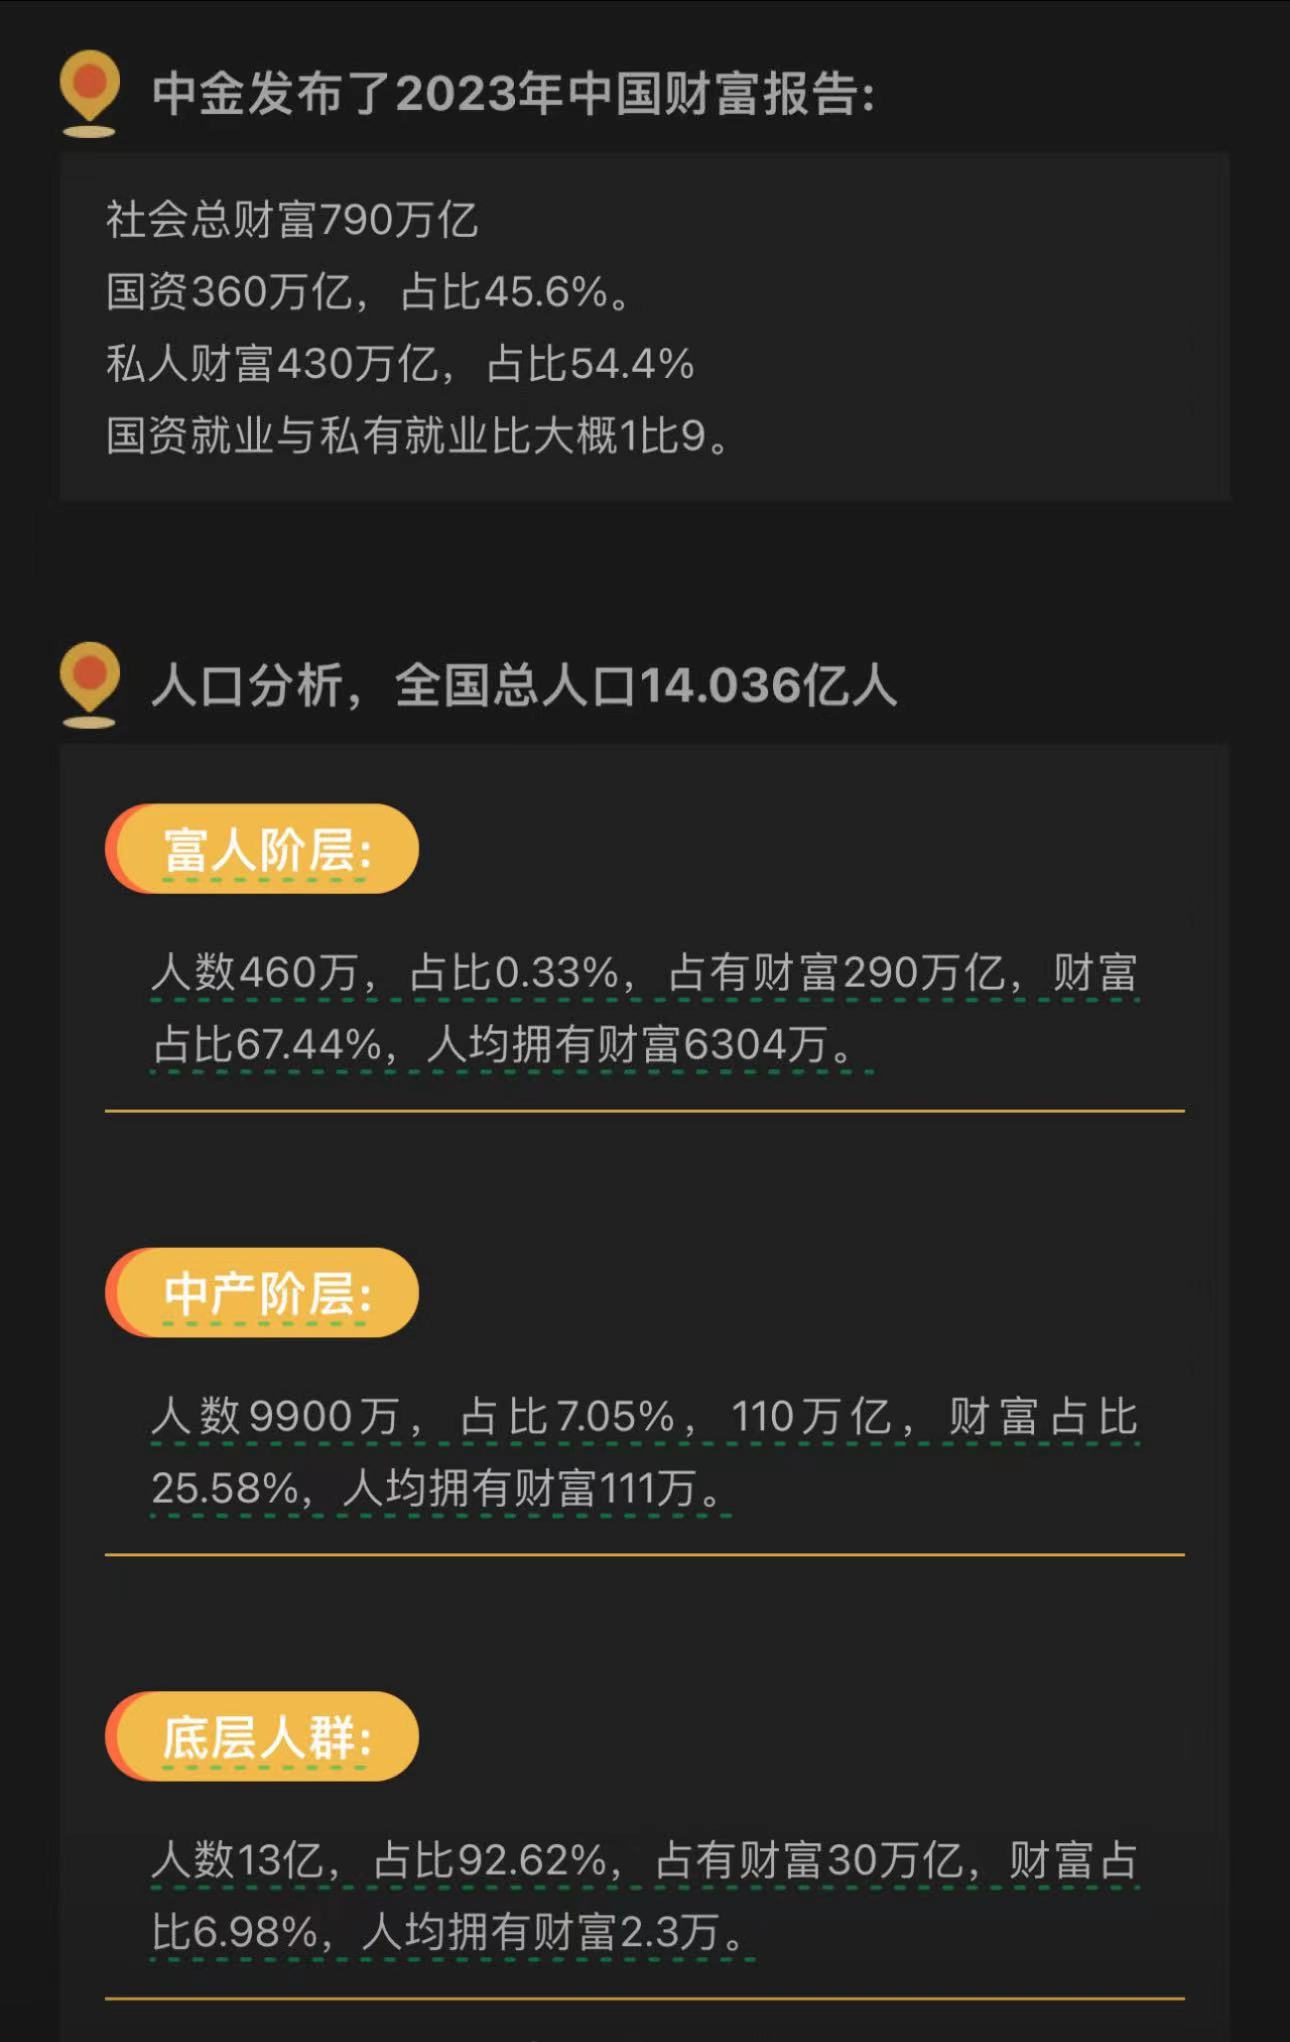 中金发布了2023年中国财富报告:
社会总财富790万亿
国资360万亿，占比45.6%。
私人财富430万亿，占比54.4%
国资就业与私有就业比大概1比9。
人口分析，全国总人口14.036亿人
富人阶层:
人数460万，占比0.33%，占有财富290万亿，财富
占比67.44%，人均拥有财富6304万。
中产阶层:
人数9900万，占比7.05%，110万亿，财富占比
25.58%，人均拥有财富111万。
底层人群:
人数13亿，占比92.62%，占有财富30万亿，财富占
比6.98%，人均拥有财富2.3万。